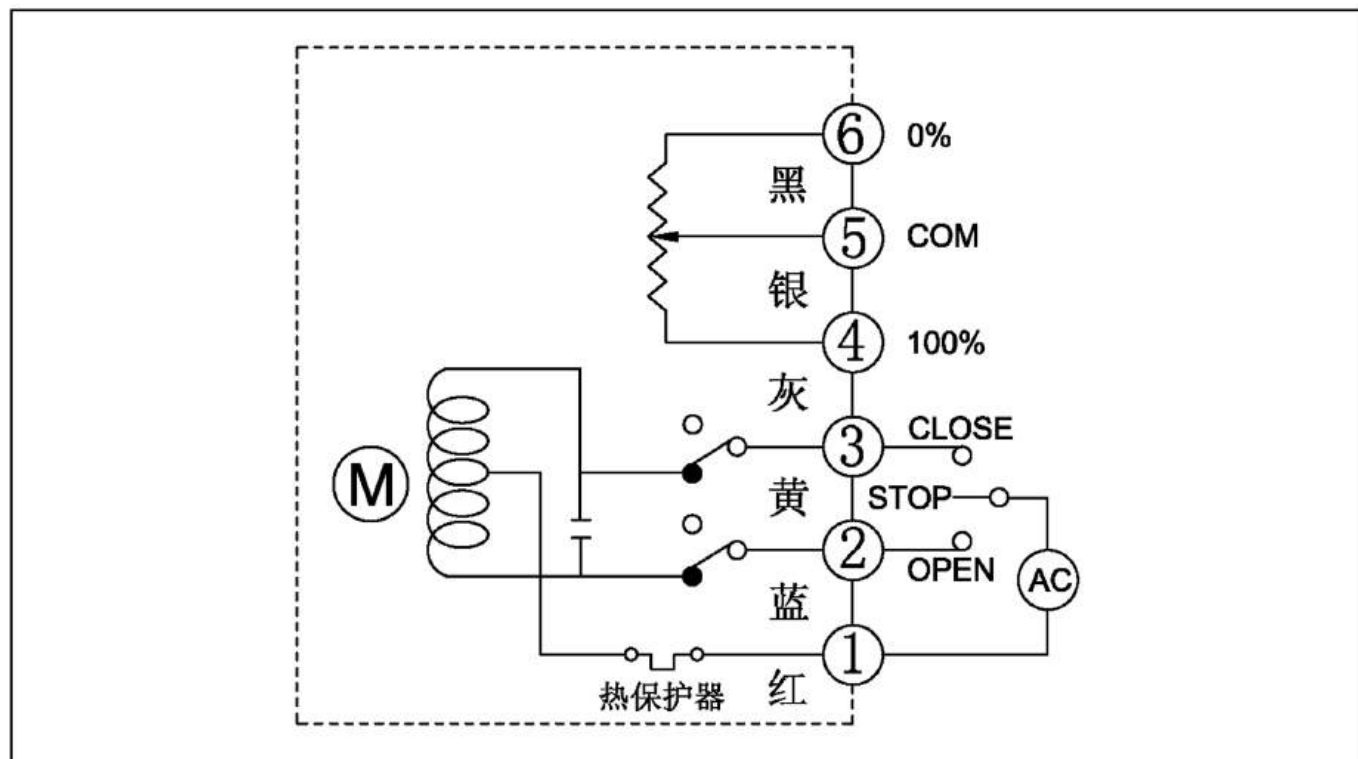 ⑥ 0%
黑
⑤ COM
银
④ 100%
灰
③ CLOSE
黄
STOP
② OPEN
M
AC
蓝
①
热保护器 红